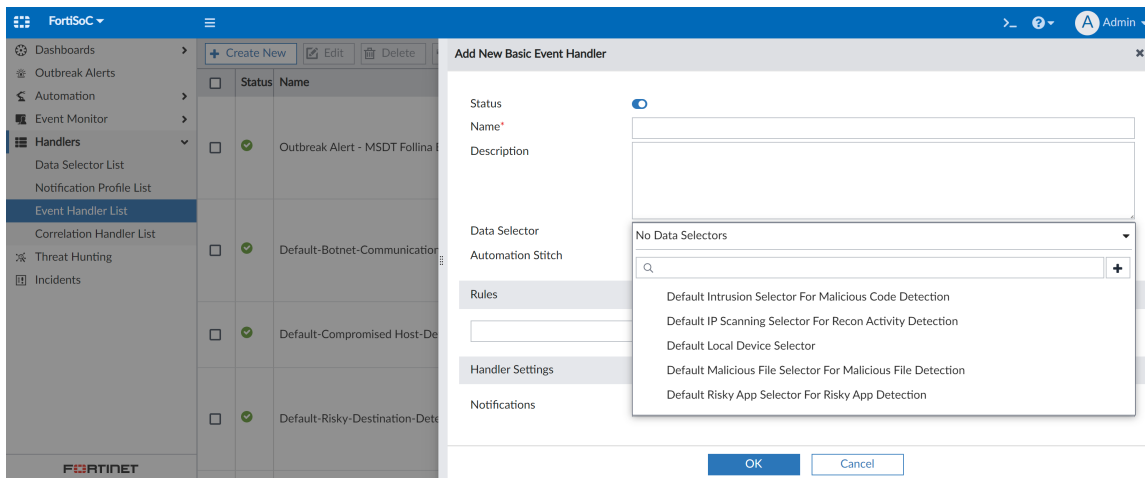 FortiSoC
>_ ? A Admin
Dashboards
Outbreak Alerts
Automation
Event Monitor
Handlers
Data Selector List
Notification Profile List
Event Handler List
Correlation Handler List
Threat Hunting
Incidents
FORTINET
Create New Edit Delete
Status Name
Outbreak Alert - MSDT Follina
Default-Botnet-Communication
Default-Compromised Host-De
Default-Risky-Destination-Dete
Add New Basic Event Handler
Status
Name*
Description
Data Selector
No Data Selectors
Automation Stitch
Default Intrusion Selector For Malicious Code Detection
Rules
Default IP Scanning Selector For Recon Activity Detection
Default Local Device Selector
Handler Settings
Default Malicious File Selector For Malicious File Detection
Default Risky App Selector For Risky App Detection
Notifications
OK Cancel